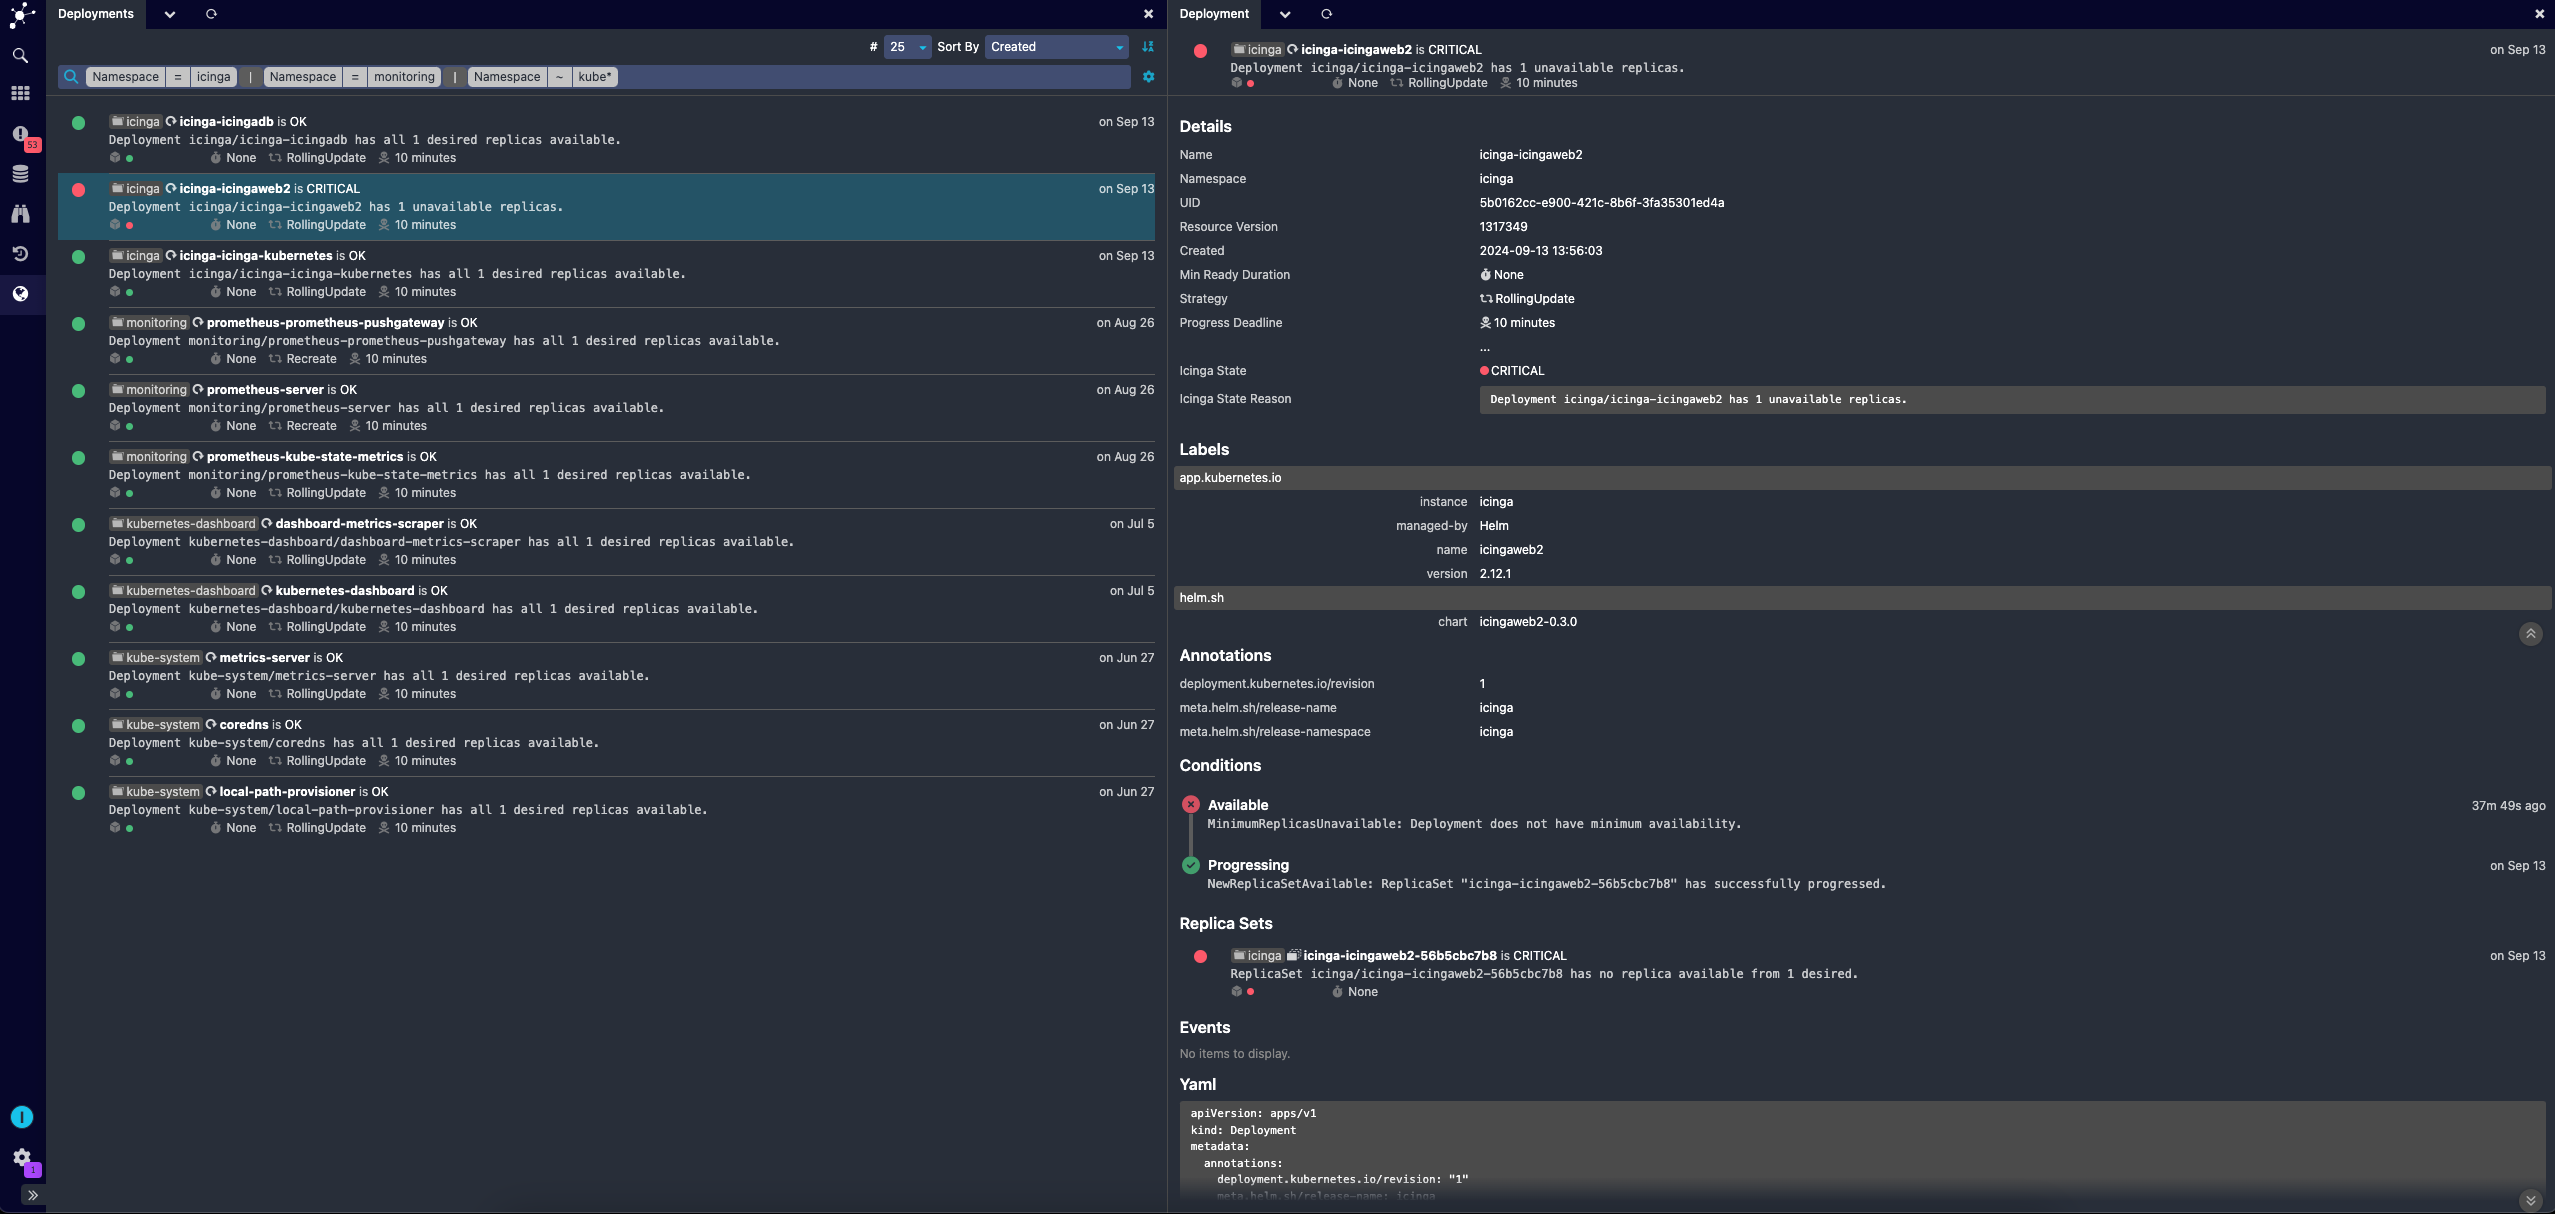 Deployments
# 25 Sort By Created
Namespace = icinga | Namespace = monitoring | Namespace ~ kube*
53
icinga icinga-icingadb is OK on Sep 13
Deployment icinga/icinga-icingadb has all 1 desired replicas available.
None RollingUpdate 10 minutes
icinga icinga-icingaweb2 is CRITICAL on Sep 13
Deployment icinga/icinga-icingaweb2 has 1 unavailable replicas.
None RollingUpdate 10 minutes
icinga icinga-icinga-kubernetes is OK on Sep 13
Deployment icinga/icinga-icinga-kubernetes has all 1 desired replicas available.
None RollingUpdate 10 minutes
monitoring prometheus-prometheus-pushgateway is OK on Aug 26
Deployment monitoring/prometheus-prometheus-pushgateway has all 1 desired replicas available.
None Recreate 10 minutes
monitoring prometheus-server is OK on Aug 26
Deployment monitoring/prometheus-server has all 1 desired replicas available.
None Recreate 10 minutes
monitoring prometheus-kube-state-metrics is OK on Aug 26
Deployment monitoring/prometheus-kube-state-metrics has all 1 desired replicas available.
None RollingUpdate 10 minutes
kubernetes-dashboard dashboard-metrics-scraper is OK on Jul 5
Deployment kubernetes-dashboard/dashboard-metrics-scraper has all 1 desired replicas available.
None RollingUpdate 10 minutes
kubernetes-dashboard kubernetes-dashboard is OK on Jul 5
Deployment kubernetes-dashboard/kubernetes-dashboard has all 1 desired replicas available.
None RollingUpdate 10 minutes
kube-system metrics-server is OK on Jun 27
Deployment kube-system/metrics-server has all 1 desired replicas available.
None RollingUpdate 10 minutes
kube-system coredns is OK on Jun 27
Deployment kube-system/coredns has all 1 desired replicas available.
None RollingUpdate 10 minutes
kube-system local-path-provisioner is OK on Jun 27
Deployment kube-system/local-path-provisioner has all 1 desired replicas available.
None RollingUpdate 10 minutes
I
1
Deployment
icinga icinga-icingaweb2 is CRITICAL on Sep 13
Deployment icinga/icinga-icingaweb2 has 1 unavailable replicas.
None RollingUpdate 10 minutes
Details
Name icinga-icingaweb2
Namespace icinga
UID 5b0162cc-e900-421c-8b6f-3fa35301ed4a
Resource Version 1317349
Created 2024-09-13 13:56:03
Min Ready Duration None
Strategy RollingUpdate
Progress Deadline 10 minutes
...
Icinga State CRITICAL
Icinga State Reason Deployment icinga/icinga-icingaweb2 has 1 unavailable replicas.
Labels
app.kubernetes.io
instance icinga
managed-by Helm
name icingaweb2
version 2.12.1
helm.sh
chart icingaweb2-0.3.0
Annotations
deployment.kubernetes.io/revision 1
meta.helm.sh/release-name icinga
meta.helm.sh/release-namespace icinga
Conditions
Available 37m 49s ago
MinimumReplicasUnavailable: Deployment does not have minimum availability.
Progressing on Sep 13
NewReplicaSetAvailable: ReplicaSet "icinga-icingaweb2-56b5cbc7b8" has successfully progressed.
Replica Sets
icinga icinga-icingaweb2-56b5cbc7b8 is CRITICAL on Sep 13
ReplicaSet icinga/icinga-icingaweb2-56b5cbc7b8 has no replica available from 1 desired.
None
Events
No items to display.
Yaml
apiVersion: apps/v1
kind: Deployment
metadata:
annotations:
deployment.kubernetes.io/revision: "1"
meta.helm.sh/release-name: icinga